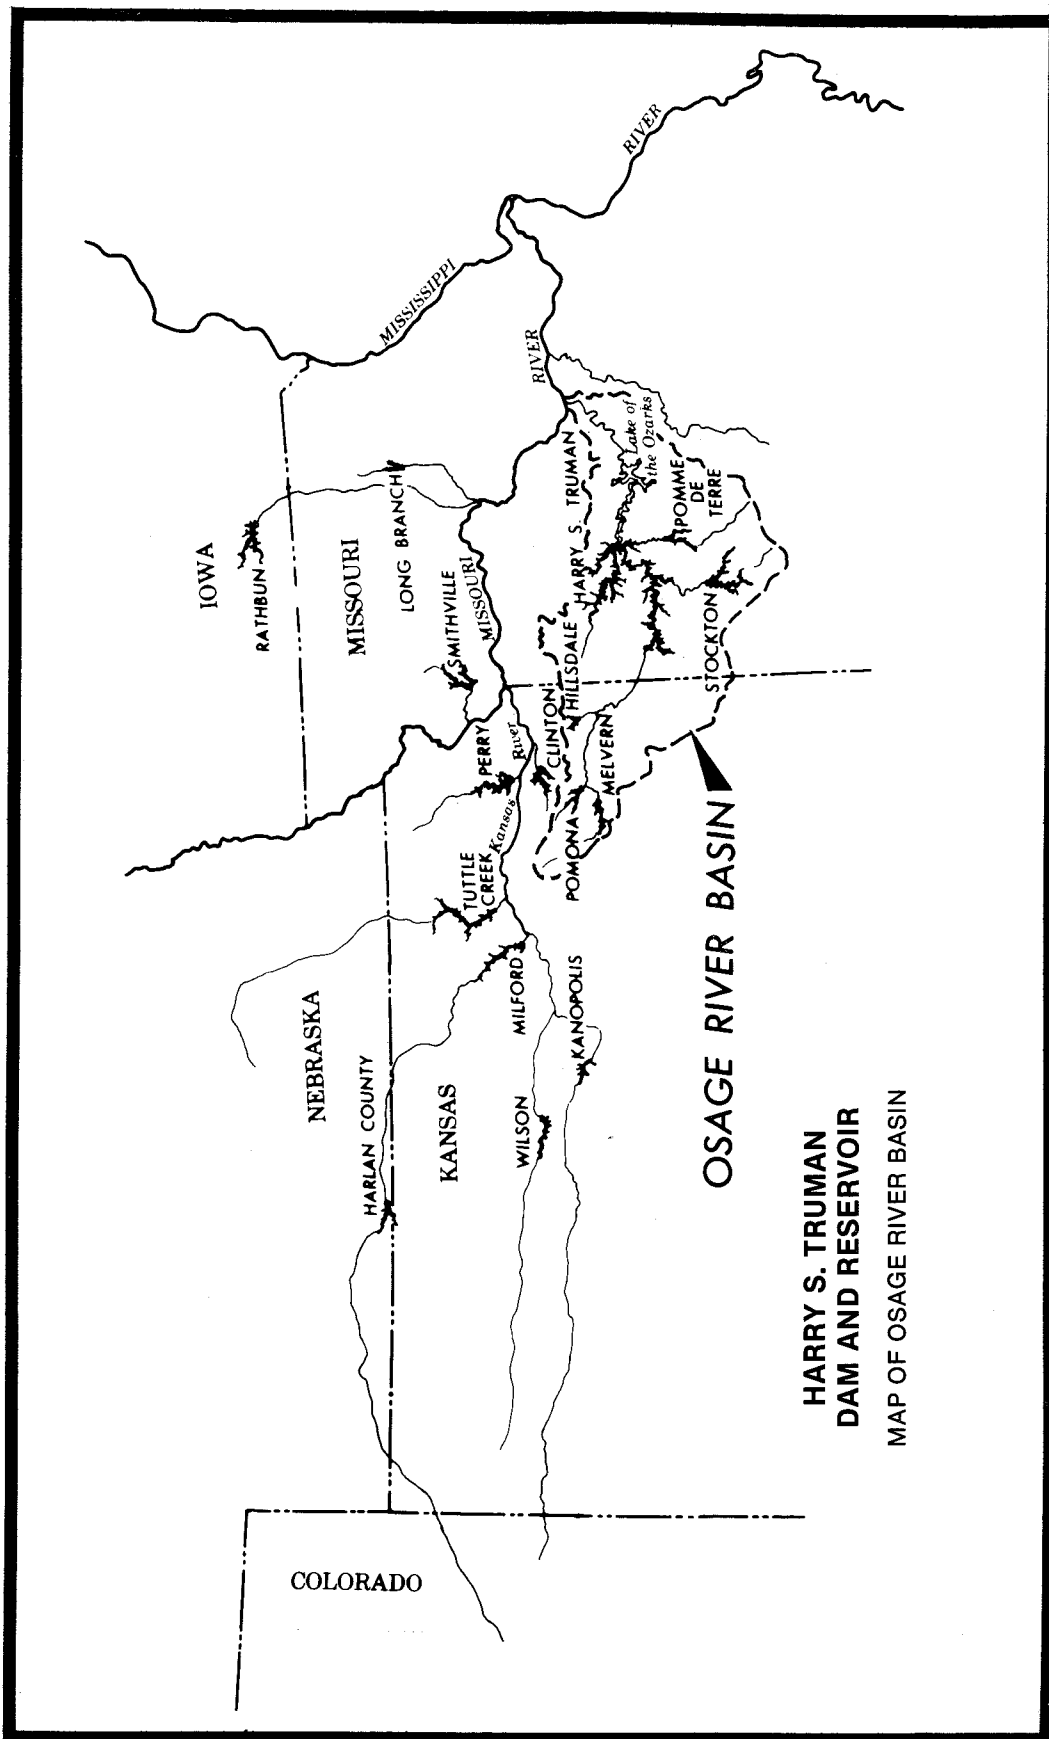 IOWA
RATHBUN
MISSOURI
LONG BRANCH
SMITHVILLE
MISSISSIPPI
RIVER
MISSOURI
RIVER
NEBRASKA
HARLAN COUNTY
KANSAS
TUTTLE
CREEK
PERRY
Kansas
River
MILFORD
WILSON
KANOPOLIS
CLINTON
HILLSDALE
POMONA
MELVERN
HARRY S. TRUMAN
Lake of
the Ozarks
POMME
DE
TERRE
STOCKTON
COLORADO
OSAGE RIVER BASIN
HARRY S. TRUMAN
DAM AND RESERVOIR
MAP OF OSAGE RIVER BASIN